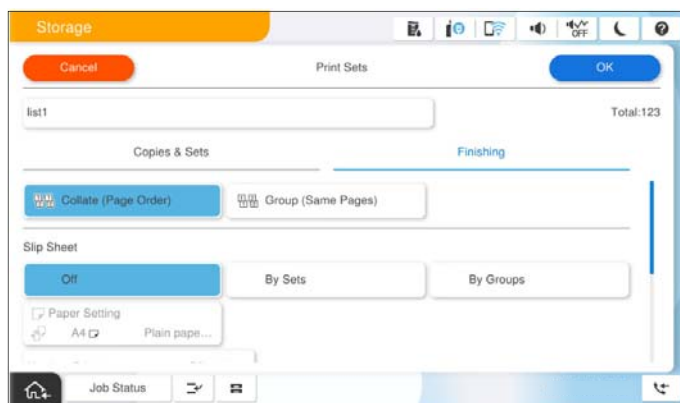 Storage
OFF
Cancel
Print Sets
OK
list1
Total:123
Copies & Sets
Finishing
Collate (Page Order)
Group (Same Pages)
Slip Sheet
Off
By Sets
By Groups
Paper Setting
A4
Plain pape...
Job Status